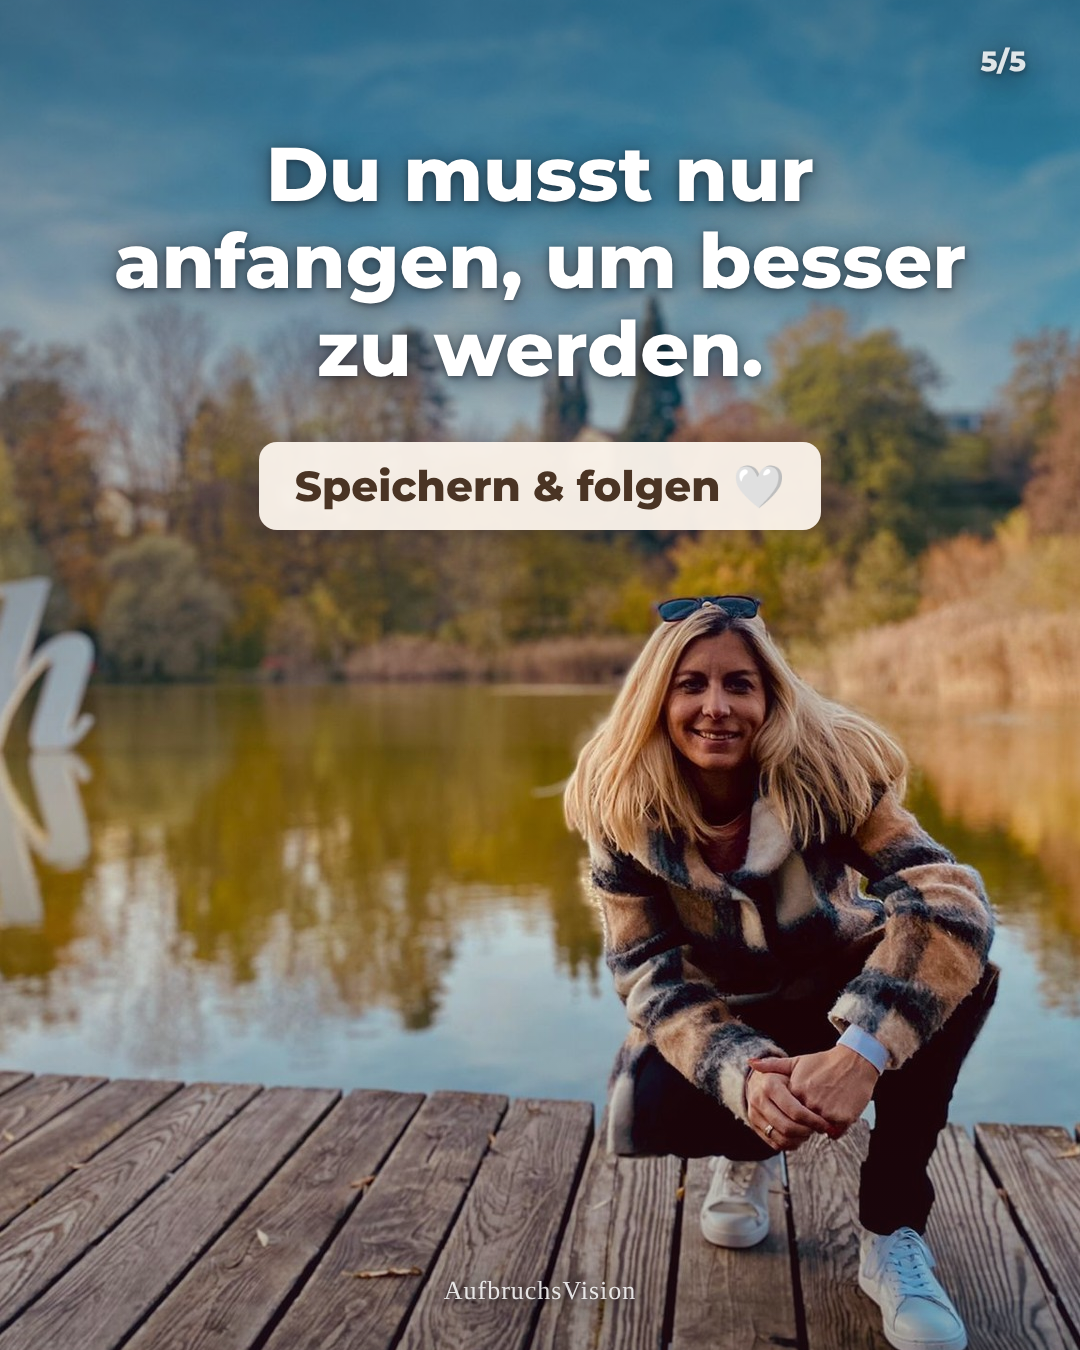 5/5
Du musst nur
anfangen, um besser
zu werden.
Speichern & folgen 🤍
AufbruchsVision